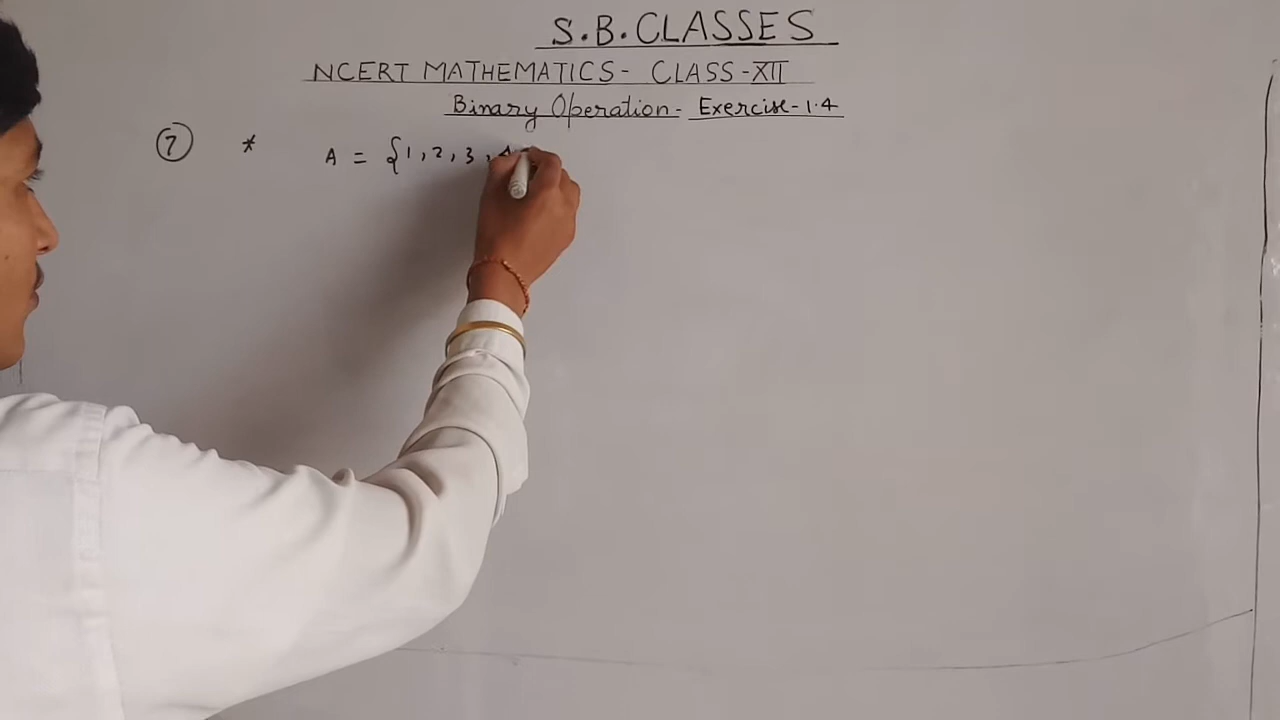 S.B.CLASSES
NCERT MATHEMATICS - CLASS-XII
Binary Operation - Exercise-1.4
7 * A = {1, 2, 3, 4